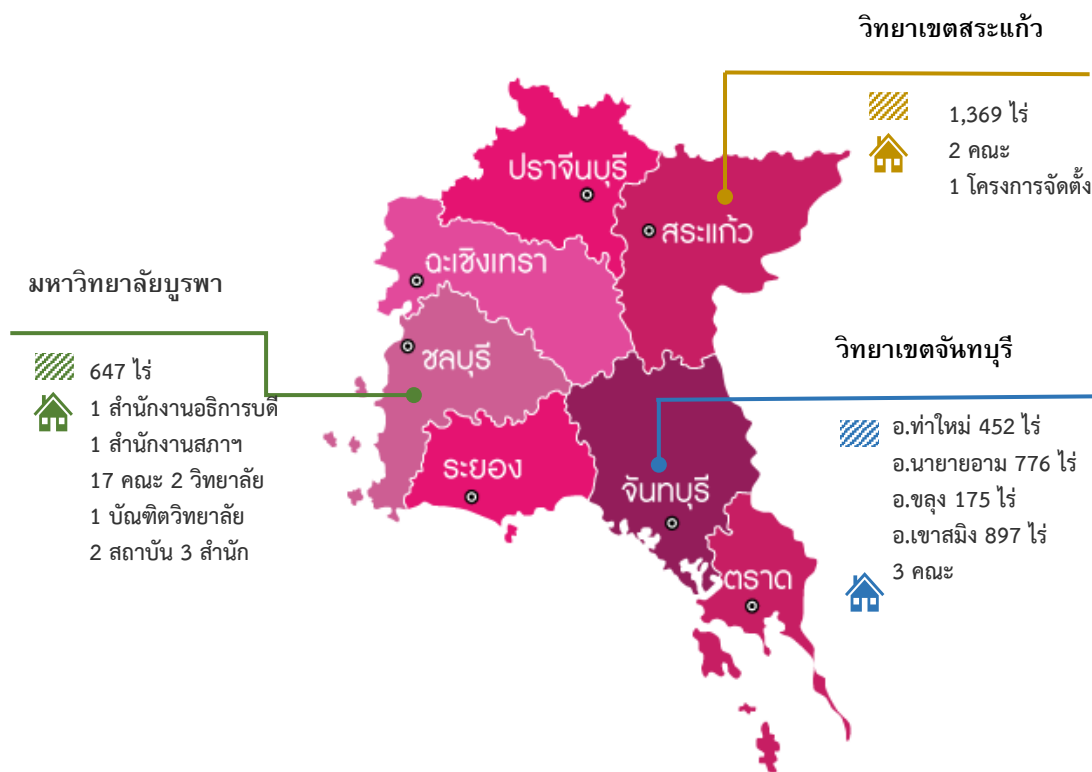 วิทยาเขตสระแก้ว
1,369 ไร่
2 คณะ
1 โครงการจัดตั้ง
ปราจีนบุรี
สระแก้ว
ฉะเชิงเทรา
มหาวิทยาลัยบูรพา
647 ไร่
1 สำนักงานอธิการบดี
1 สำนักงานสภาฯ
17 คณะ 2 วิทยาลัย
1 บัณฑิตวิทยาลัย
2 สถาบัน 3 สำนัก
ชลบุรี
ระยอง
จันทบุรี
ตราด
วิทยาเขตจันทบุรี
อ.ท่าใหม่ 452 ไร่
อ.นายายอาม 776 ไร่
อ.ขลุง 175 ไร่
อ.เขาสมิง 897 ไร่
3 คณะ